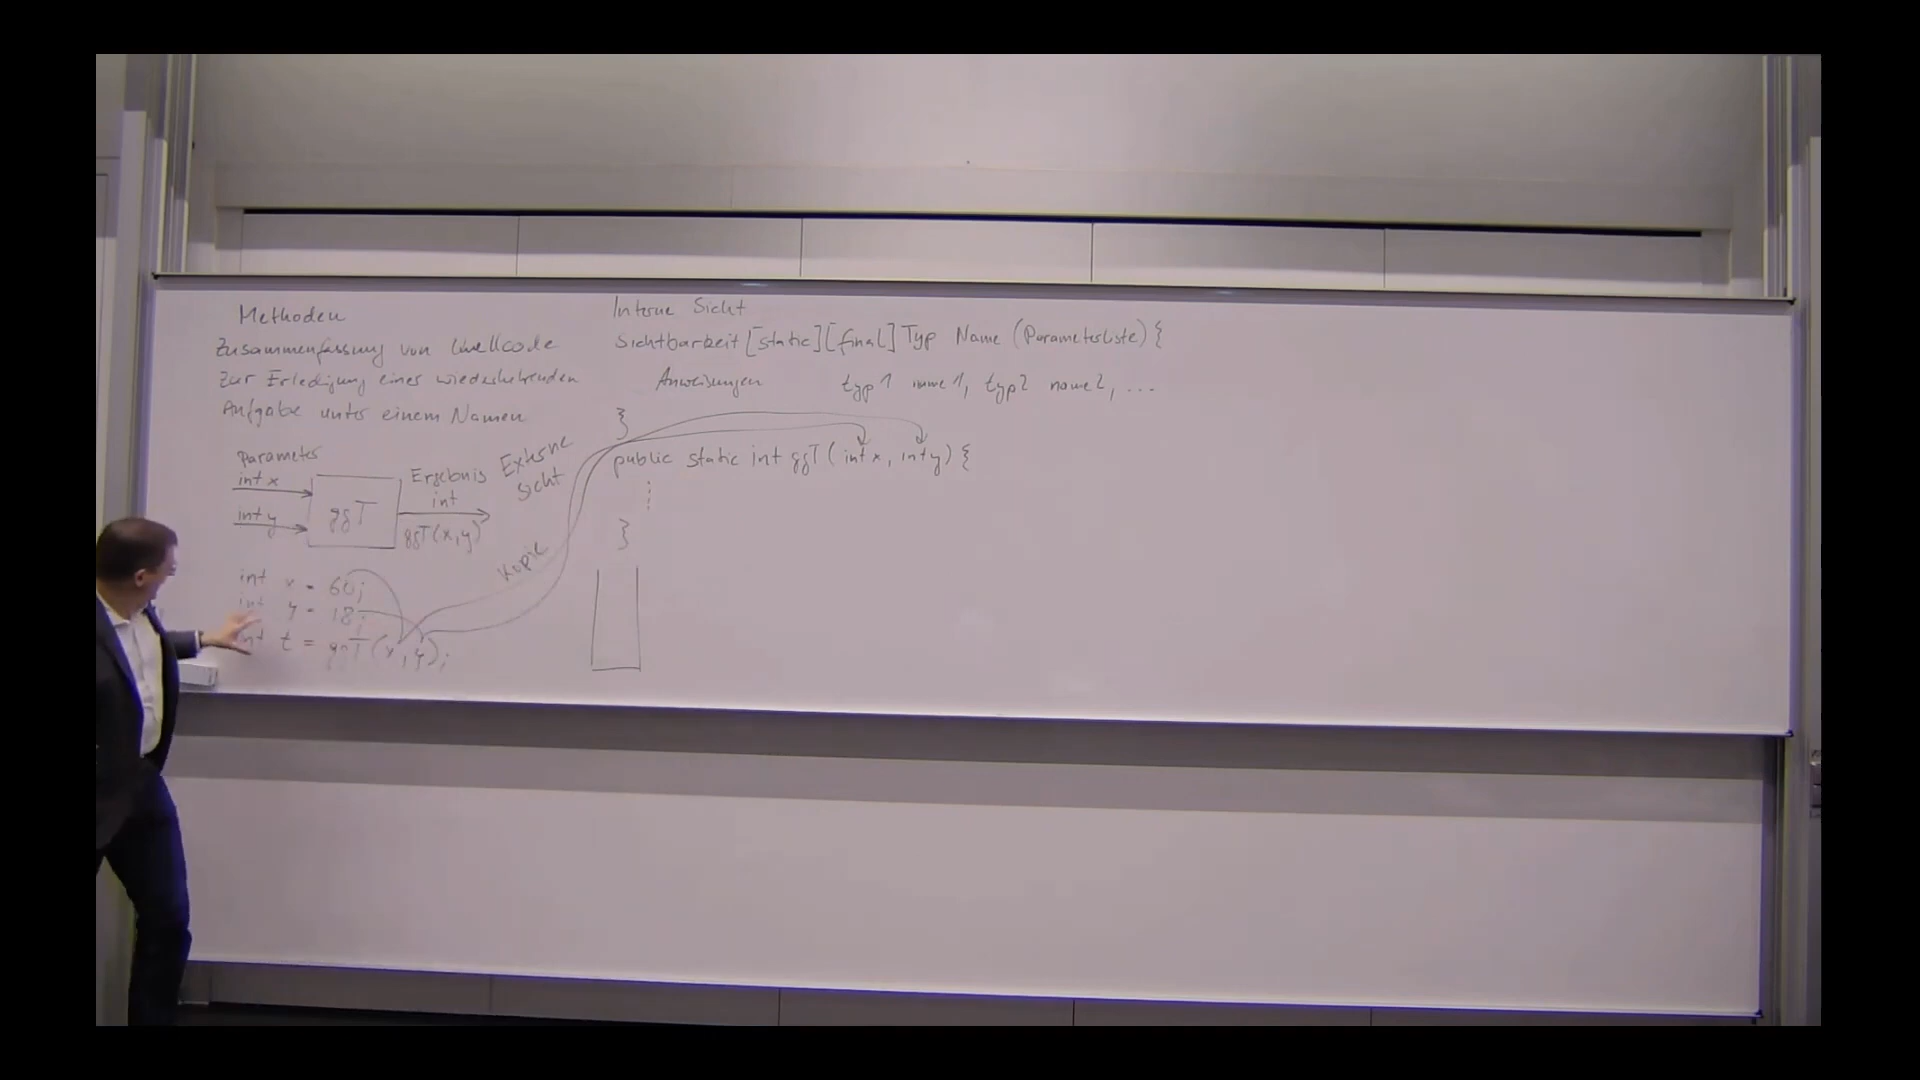 Methoden
Zusammenfassung von Quellcode
zur Erledigung einer wiederkehrenden
Aufgabe unter einem Namen
Parameter
int x
int y
ggT
Ergebnis
int
ggT(x,y)
Externe
Sicht
int x = 60;
int y = 18;
int t = ggT(x,y);
Kopie
Interne Sicht
Sichtbarkeit [static][final] Typ Name (Parameterliste) {
Anweisungen typ1 name1, typ2 name2, ...
}
public static int ggT (int x, int y) {
}